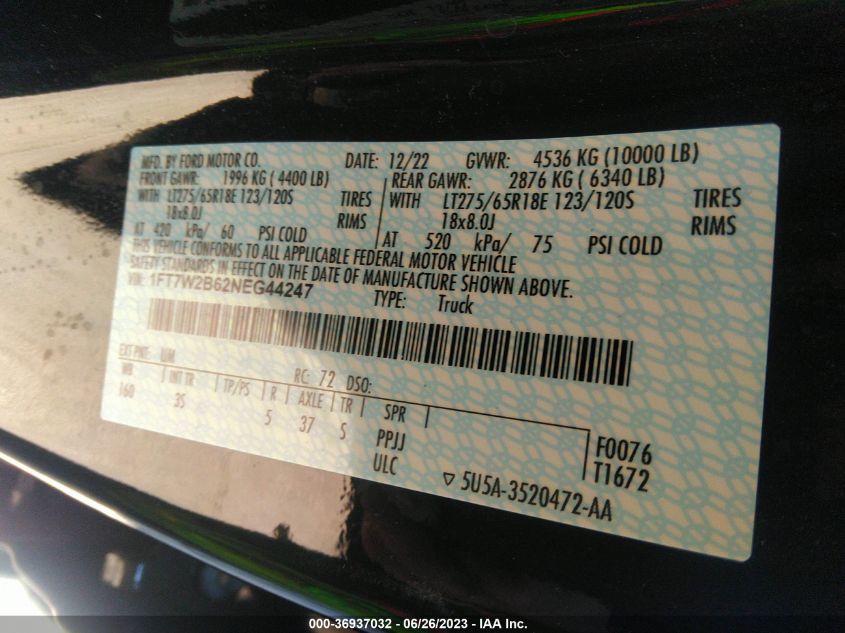 MFD. BY FORD MOTOR CO. DATE: 12/22 GVWR: 4536 KG (10000 LB)
FRONT GAWR: 1996 KG (4400 LB) REAR GAWR: 2876 KG (6340 LB)
WITH LT275/65R18E 123/120S TIRES WITH LT275/65R18E 123/120S TIRES
18x8.0J RIMS 18x8.0J RIMS
AT 420 kPa/ 60 PSI COLD AT 520 kPa/ 75 PSI COLD
THIS VEHICLE CONFORMS TO ALL APPLICABLE FEDERAL MOTOR VEHICLE
SAFETY STANDARDS IN EFFECT ON THE DATE OF MANUFACTURE SHOWN ABOVE.
VIN: 1FT7W2B62NEG44247 TYPE: Truck
EXT PNT: UM RC: 72 DSO:
WB INT TR TP/PS R AXLE TR SPR
160 3S 5 37 S PPJJ
ULC
F0076
T1672
5U5A-3520472-AA
000-36937032 - 06/26/2023 - IAA Inc.